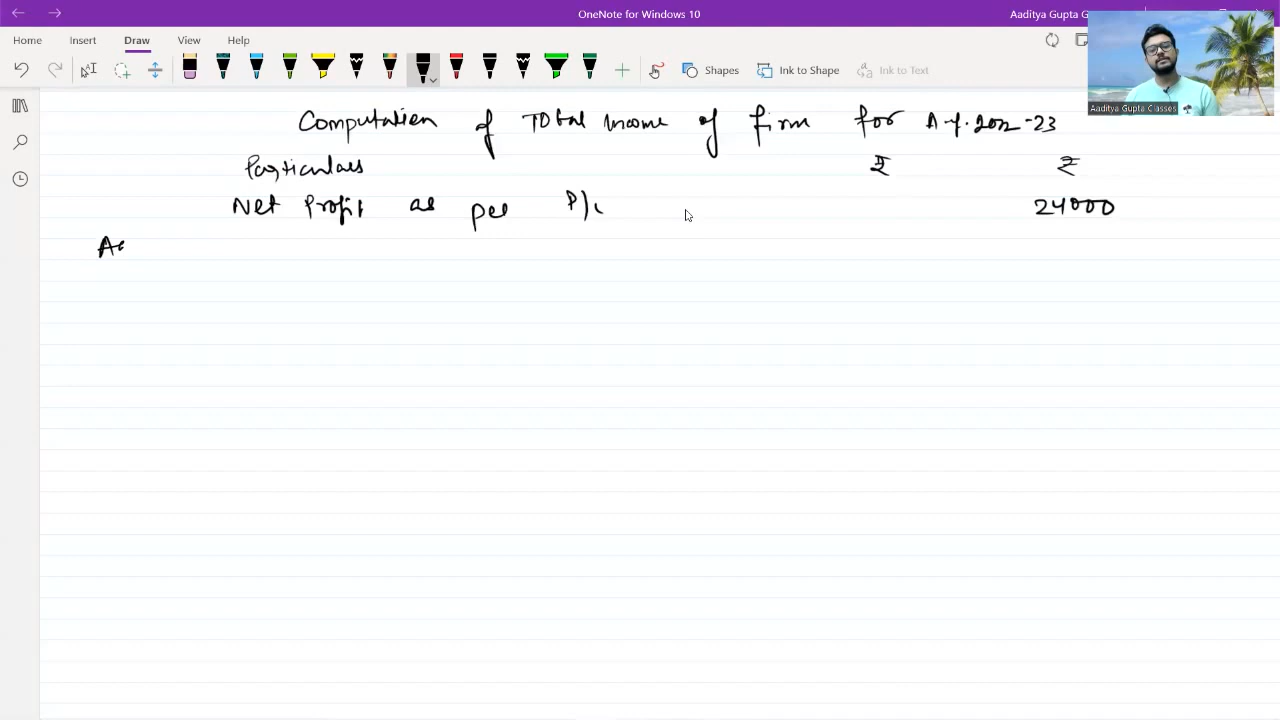 OneNote for Windows 10
Aaditya Gupta G
Home Insert Draw View Help
Shapes Ink to Shape Ink to Text
Aaditya Gupta Classes
Computation of Total Income of firm for A.Y. 2022-23
Particulars ₹ ₹
Net Profit as per P/L 24000
Ad